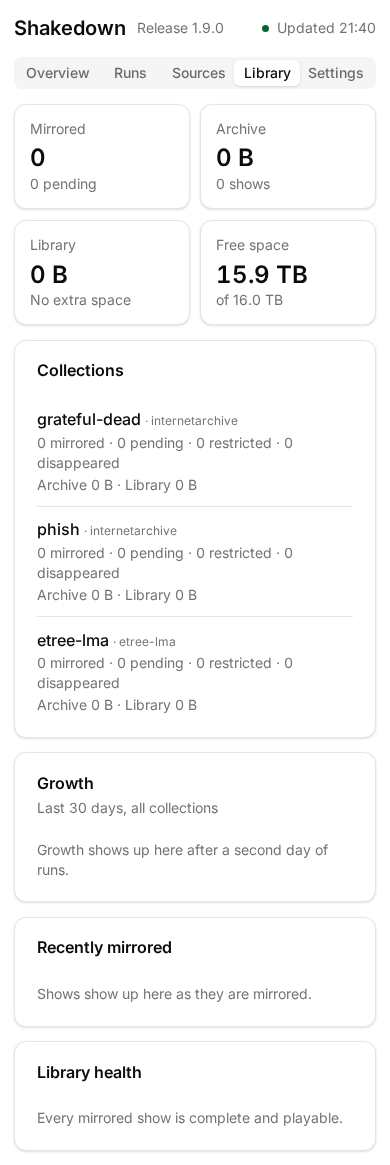 Shakedown Release 1.9.0 Updated 21:40
Overview Runs Sources Library Settings
Mirrored
0
0 pending
Archive
0 B
0 shows
Library
0 B
No extra space
Free space
15.9 TB
of 16.0 TB
Collections
grateful-dead · internetarchive
0 mirrored · 0 pending · 0 restricted · 0
disappeared
Archive 0 B · Library 0 B
phish · internetarchive
0 mirrored · 0 pending · 0 restricted · 0
disappeared
Archive 0 B · Library 0 B
etree-lma · etree-lma
0 mirrored · 0 pending · 0 restricted · 0
disappeared
Archive 0 B · Library 0 B
Growth
Last 30 days, all collections
Growth shows up here after a second day of
runs.
Recently mirrored
Shows show up here as they are mirrored.
Library health
Every mirrored show is complete and playable.